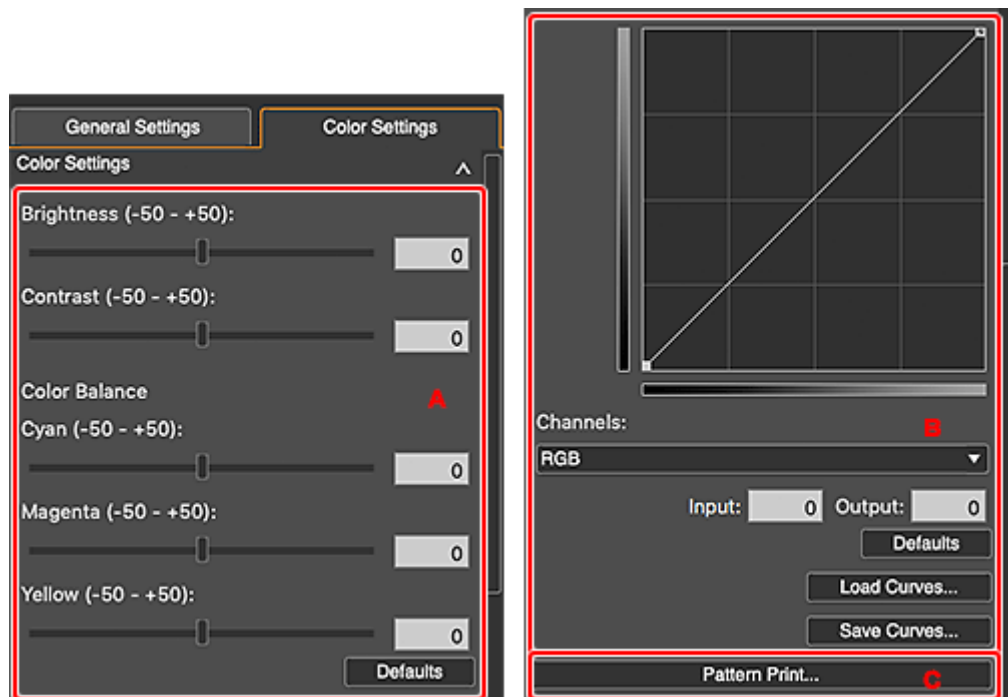 General Settings
Color Settings
Color Settings
Brightness (-50 - +50):
0
Contrast (-50 - +50):
0
Color Balance
A
Cyan (-50 - +50):
0
Magenta (-50 - +50):
0
Yellow (-50 - +50):
0
Defaults
Channels:
B
RGB
Input: 0 Output: 0
Defaults
Load Curves...
Save Curves...
Pattern Print...
C